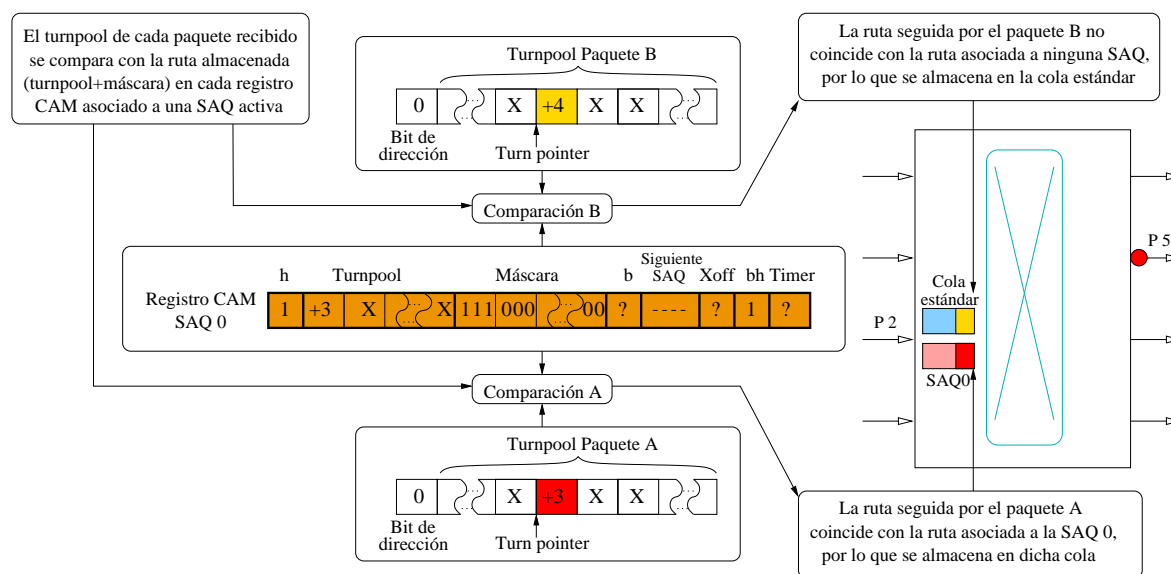 El turnpool de cada paquete recibido
se compara con la ruta almacenada
(turnpool+máscara) en cada registro
CAM asociado a una SAQ activa
Turnpool Paquete B
0 ... X +4 X X ...
Bit de
dirección
Turn pointer
Comparación B
La ruta seguida por el paquete B no
coincide con la ruta asociada a ninguna SAQ,
por lo que se almacena en la cola estándar
h Turnpool Máscara b Siguiente
SAQ Xoff bh Timer
Registro CAM
SAQ 0
1 +3 X ... X 111 000 ... 00 ? ---- ? 1 ?
P 5
Cola
estándar
P 2
SAQ0
Comparación A
Turnpool Paquete A
0 ... X +3 X X ...
Bit de
dirección
Turn pointer
La ruta seguida por el paquete A
coincide con la ruta asociada a la SAQ 0,
por lo que se almacena en dicha cola